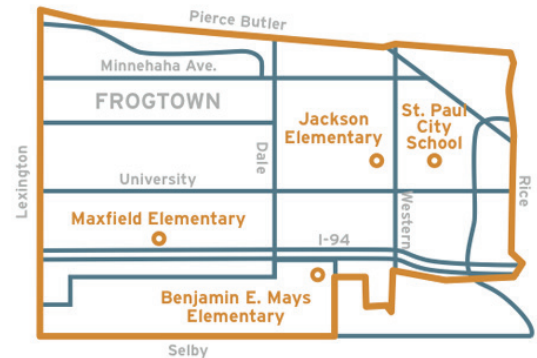 Pierce Butler
Minnehaha Ave.
FROGTOWN
Jackson
Elementary
St. Paul
City
School
Dale
Lexington
University
Western
Rice
Maxfield Elementary
I-94
Benjamin E. Mays
Elementary
Selby